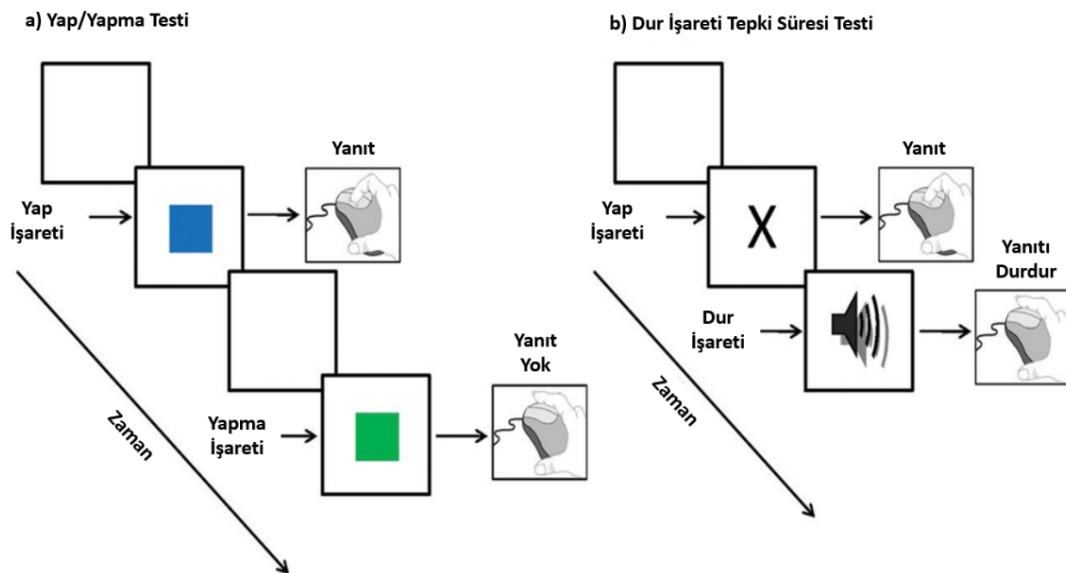 a) Yap/Yapma Testi
Yanıt
Yap
İşareti
Yanıt
Yok
Yapma
İşareti
Zaman
b) Dur İşareti Tepki Süresi Testi
Yanıt
Yap
İşareti
X
Yanıtı
Durdur
Dur
İşareti
Zaman